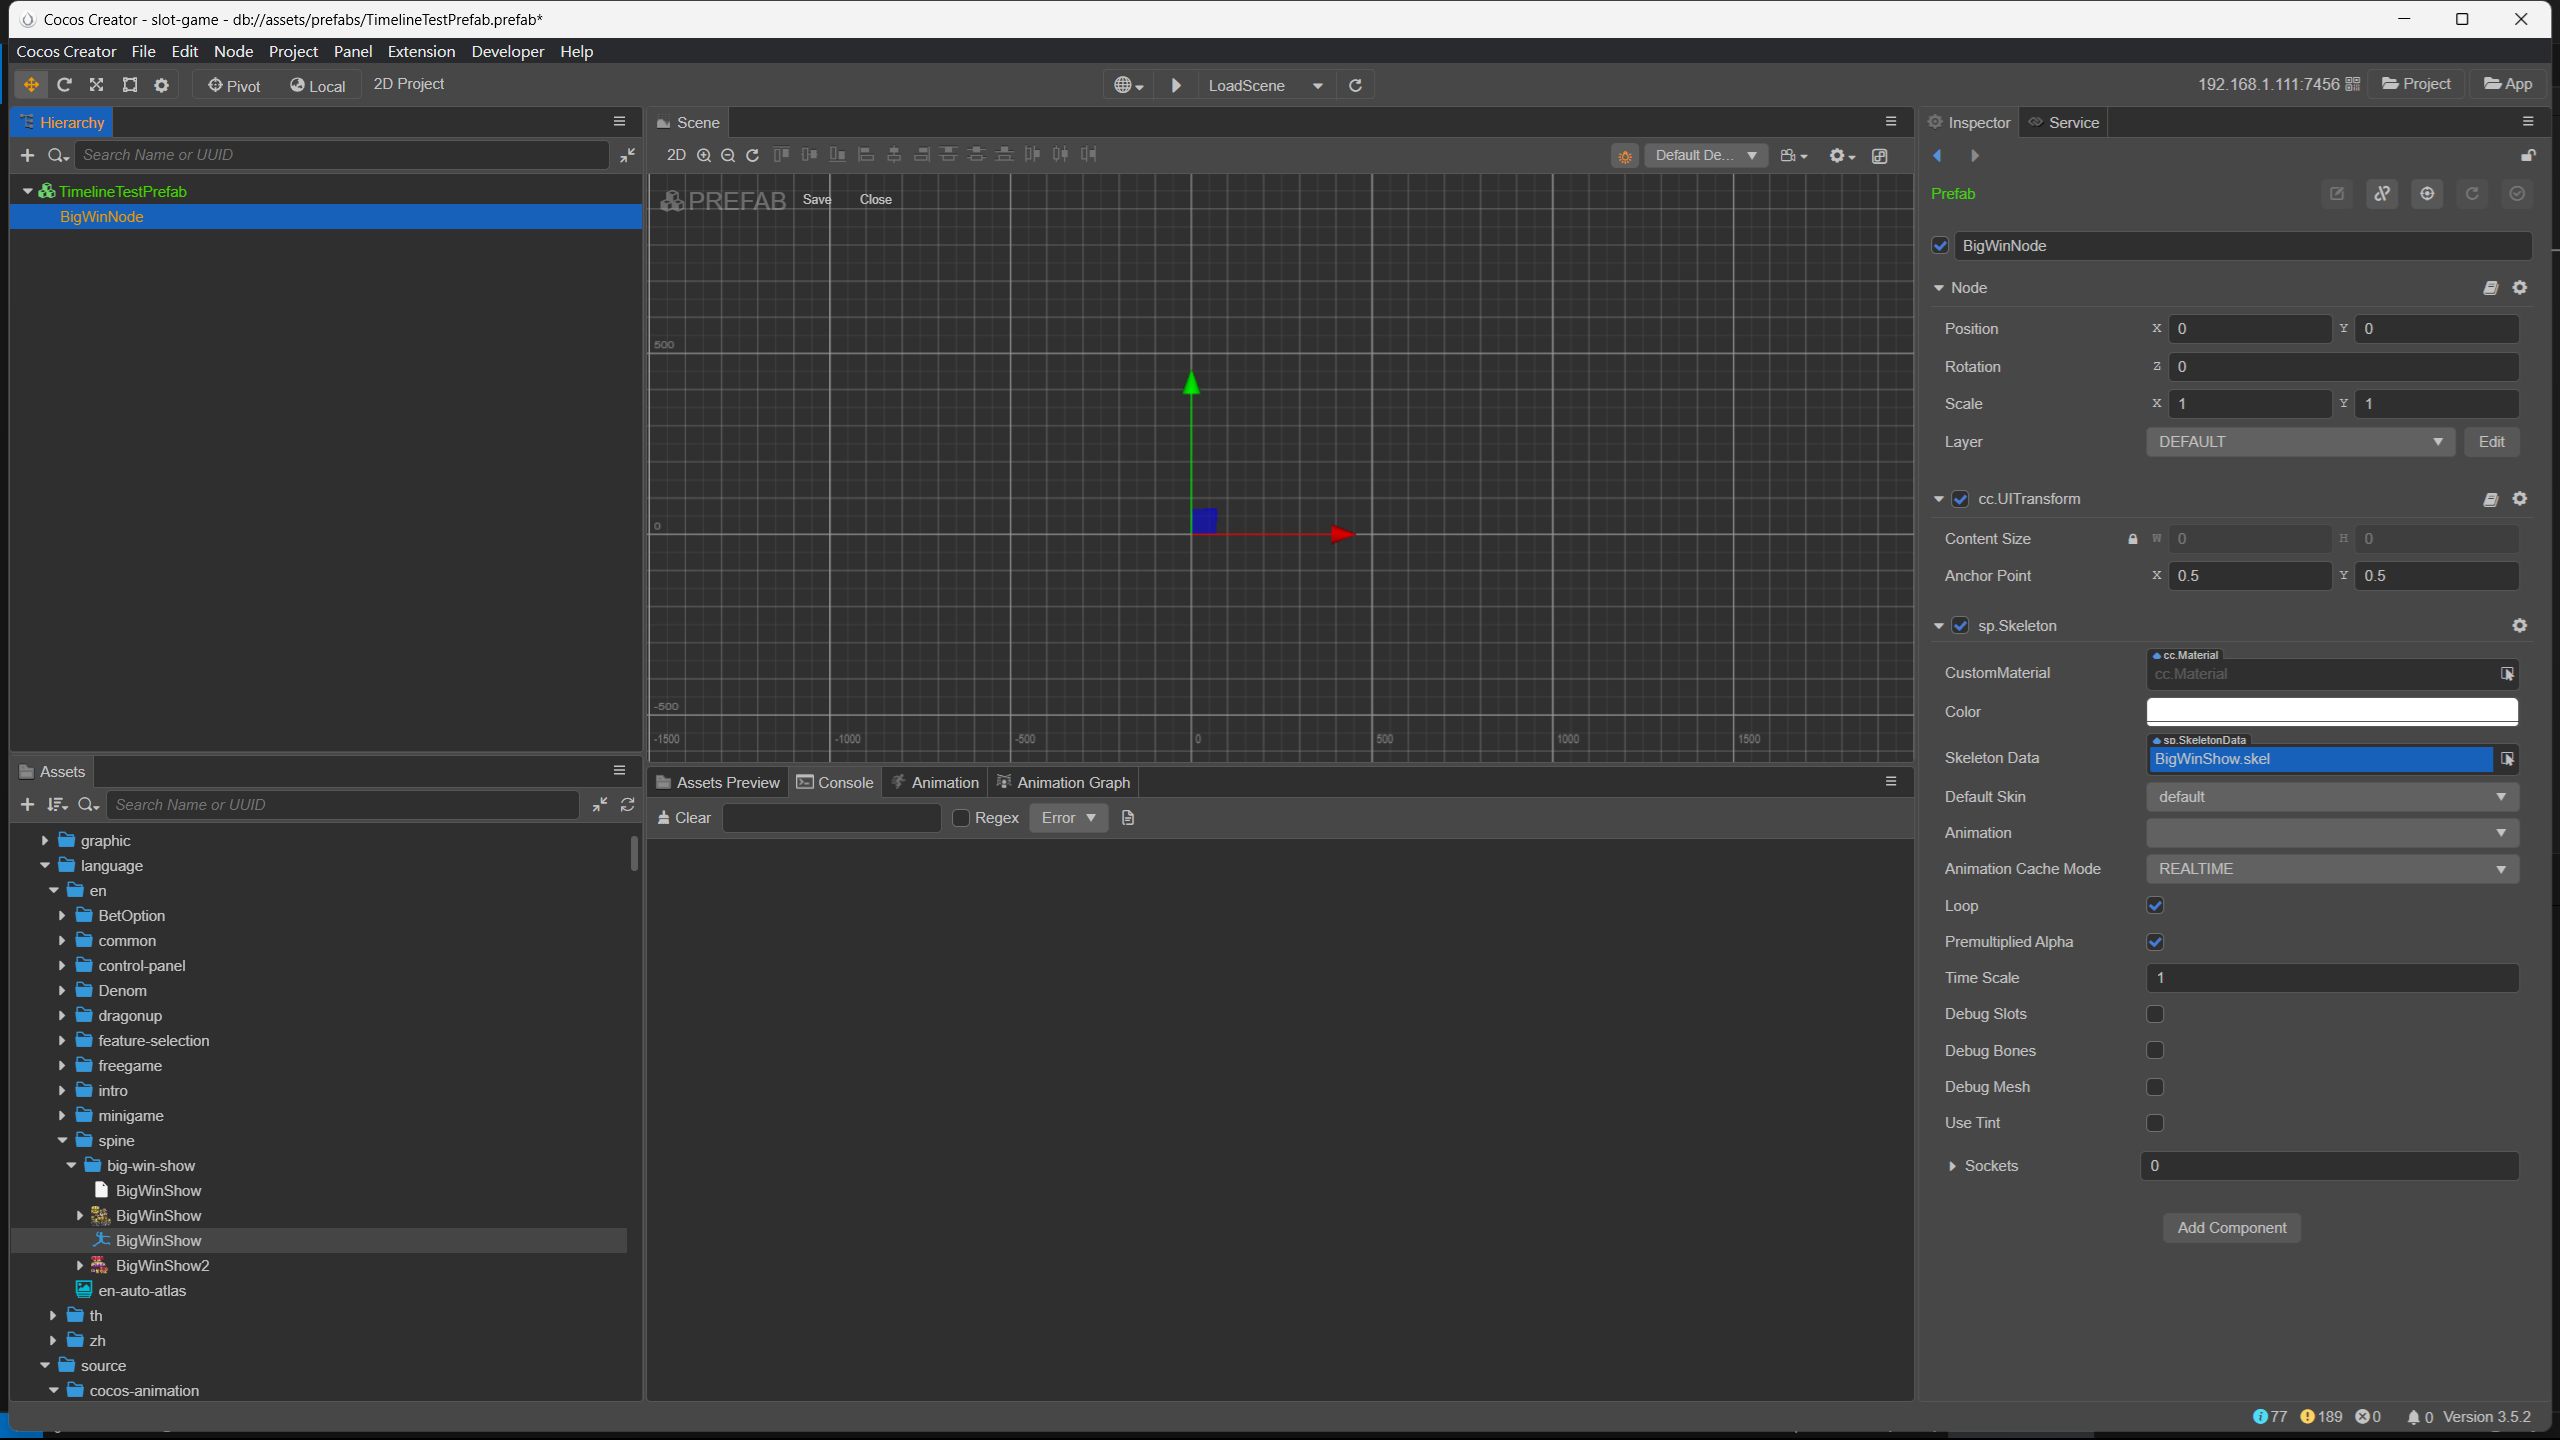 Cocos Creator - slot-game - db://assets/prefabs/TimelineTestPrefab.prefab*
Cocos Creator File Edit Node Project Panel Extension Developer Help
Pivot Local 2D Project
LoadScene
192.168.1.111:7456 Project App
Hierarchy
Search Name or UUID
TimelineTestPrefab
BigWinNode
Scene
2D
Default De...
PREFAB Save Close
500
0
-500
-1500 -1000 -500 0 500 1000 1500
Assets
Search Name or UUID
graphic
language
en
BetOption
common
control-panel
Denom
dragonup
feature-selection
freegame
intro
minigame
spine
big-win-show
BigWinShow
BigWinShow
BigWinShow
BigWinShow2
en-auto-atlas
th
zh
source
cocos-animation
Assets Preview Console Animation Animation Graph
Clear Regex Error
Inspector Service
Prefab
BigWinNode
Node
Position X 0 Y 0
Rotation Z 0
Scale X 1 Y 1
Layer DEFAULT Edit
cc.UITransform
Content Size W 0 H 0
Anchor Point X 0.5 Y 0.5
sp.Skeleton
cc.Material
CustomMaterial cc.Material
Color
sp.SkeletonData
Skeleton Data BigWinShow.skel
Default Skin default
Animation
Animation Cache Mode REALTIME
Loop
Premultiplied Alpha
Time Scale 1
Debug Slots
Debug Bones
Debug Mesh
Use Tint
Sockets 0
Add Component
77 189 0 0 Version 3.5.2